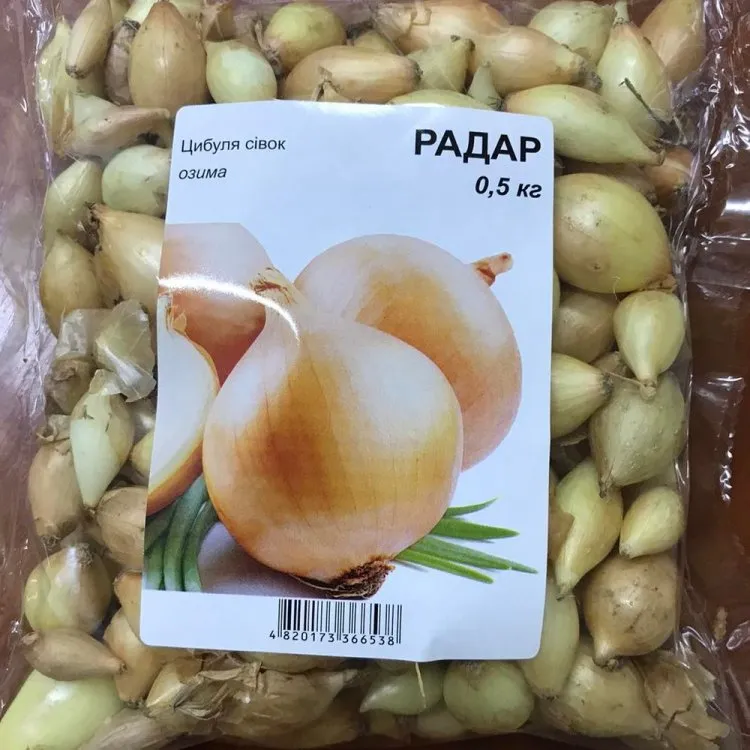 Цибуля сівок
озима
РАДАР
0,5 кг
4 820173 366538